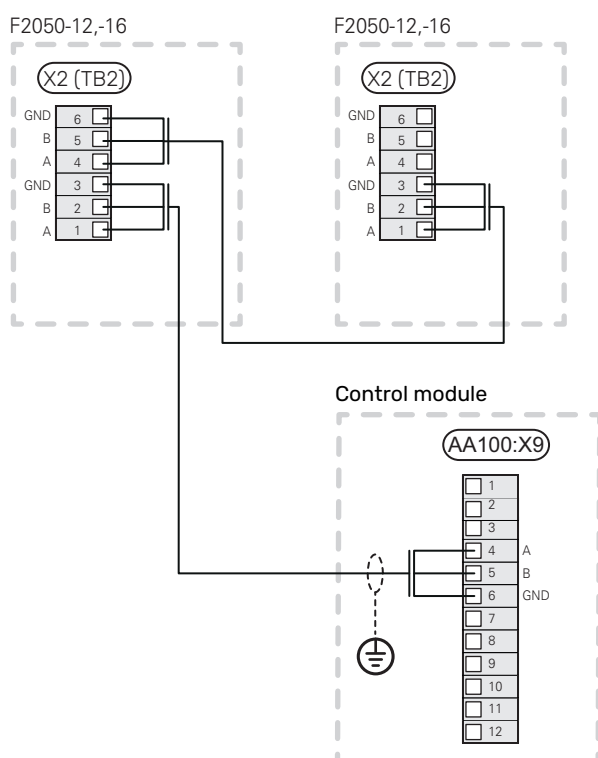 F2050-12,-16
X2 (TB2)
GND 6
B 5
A 4
GND 3
B 2
A 1
F2050-12,-16
X2 (TB2)
GND 6
B 5
A 4
GND 3
B 2
A 1
Control module
AA100:X9
1
2
3
4 A
5 B
6 GND
7
8
9
10
11
12